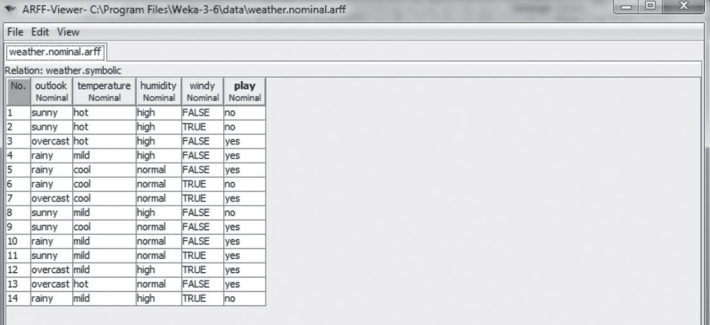 ARFF-Viewer- C:\Program Files\Weka-3-6\data\weather.nominal.arff
File Edit View
weather.nominal.arff
Relation: weather.symbolic
No. outlook temperature humidity windy play
Nominal Nominal Nominal Nominal Nominal
1 sunny hot high FALSE no
2 sunny hot high TRUE no
3 overcast hot high FALSE yes
4 rainy mild high FALSE yes
5 rainy cool normal FALSE yes
6 rainy cool normal TRUE no
7 overcast cool normal TRUE yes
8 sunny mild high FALSE no
9 sunny cool normal FALSE yes
10 rainy mild normal FALSE yes
11 sunny mild normal TRUE yes
12 overcast mild high TRUE yes
13 overcast hot normal FALSE yes
14 rainy mild high TRUE no